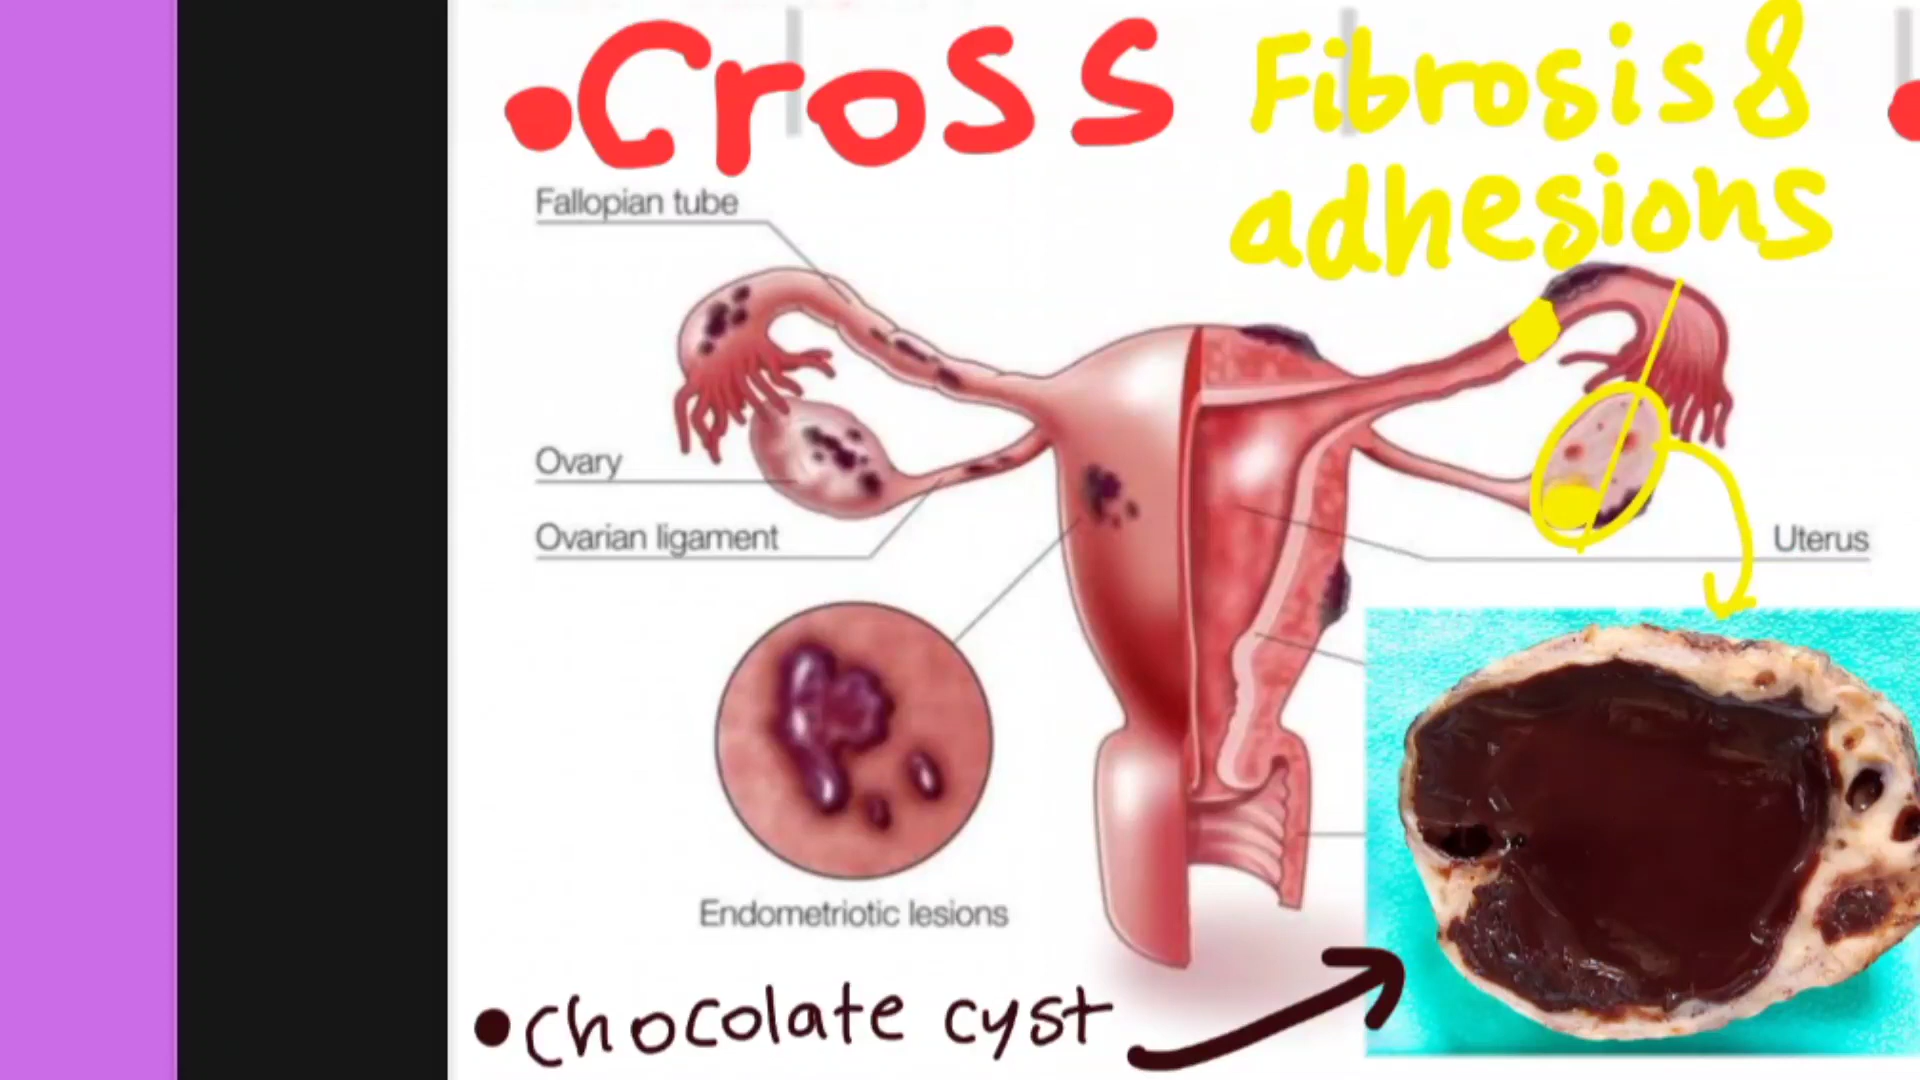 •Cross
Fibrosis &
adhesions
Fallopian tube
Ovary
Ovarian ligament
Uterus
Endometriotic lesions
•Chocolate cyst